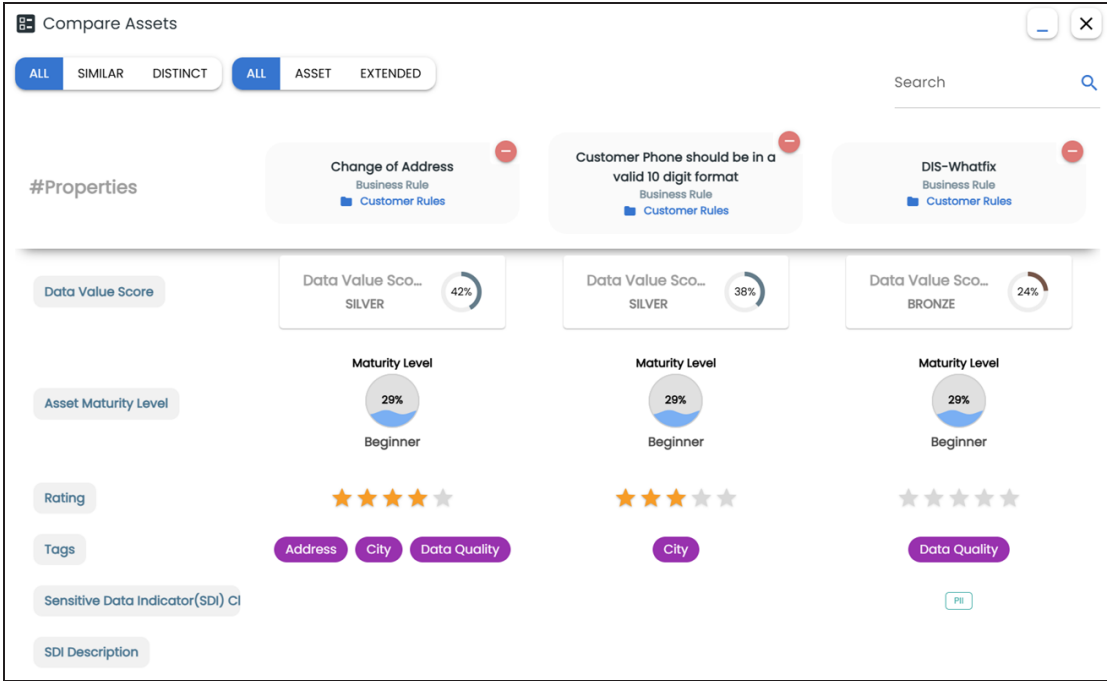 Compare Assets
ALL SIMILAR DISTINCT ALL ASSET EXTENDED
Search
#Properties
Change of Address
Business Rule
Customer Rules
Customer Phone should be in a
valid 10 digit format
Business Rule
Customer Rules
DIS-Whatfix
Business Rule
Customer Rules
Data Value Score
Data Value Sco...
SILVER
42%
Data Value Sco...
SILVER
38%
Data Value Sco...
BRONZE
24%
Asset Maturity Level
Maturity Level
29%
Beginner
Maturity Level
29%
Beginner
Maturity Level
29%
Beginner
Rating
Tags
Address City Data Quality
City
Data Quality
Sensitive Data Indicator(SDI) Cl
PII
SDI Description